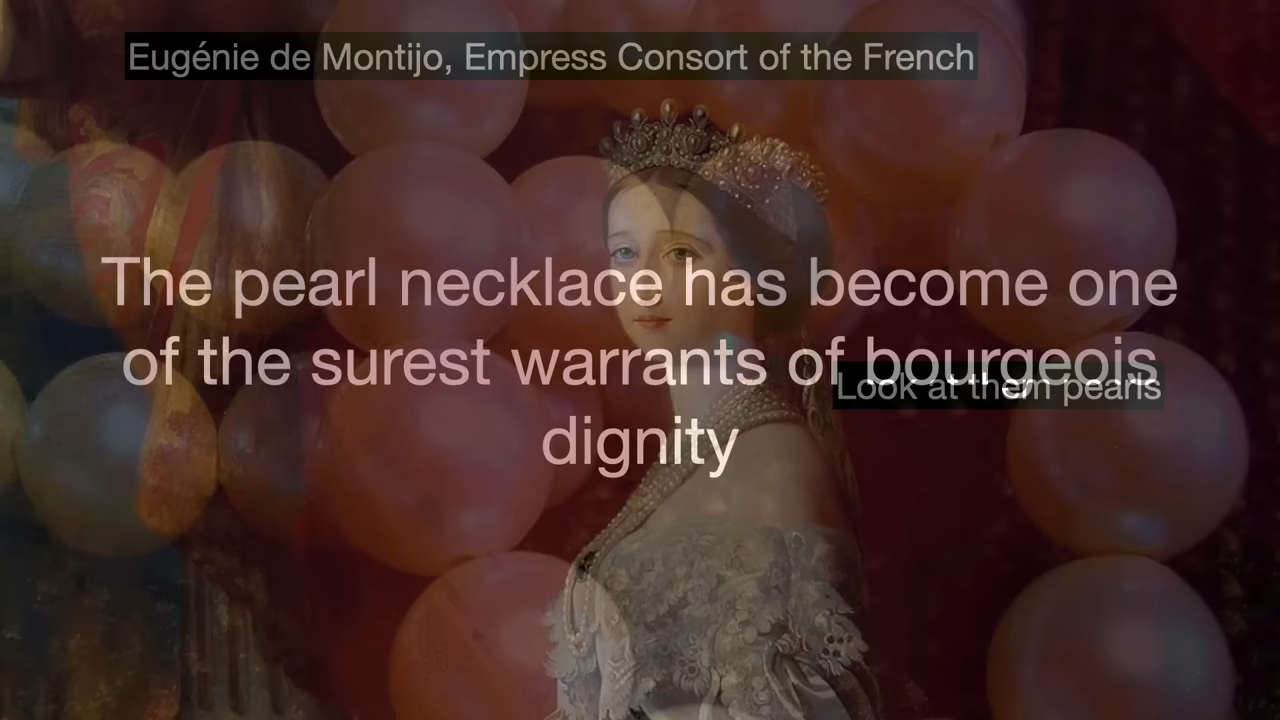 Eugénie de Montijo, Empress Consort of the French
The pearl necklace has become one
of the surest warrants of bourgeois
Look at them pearls
dignity